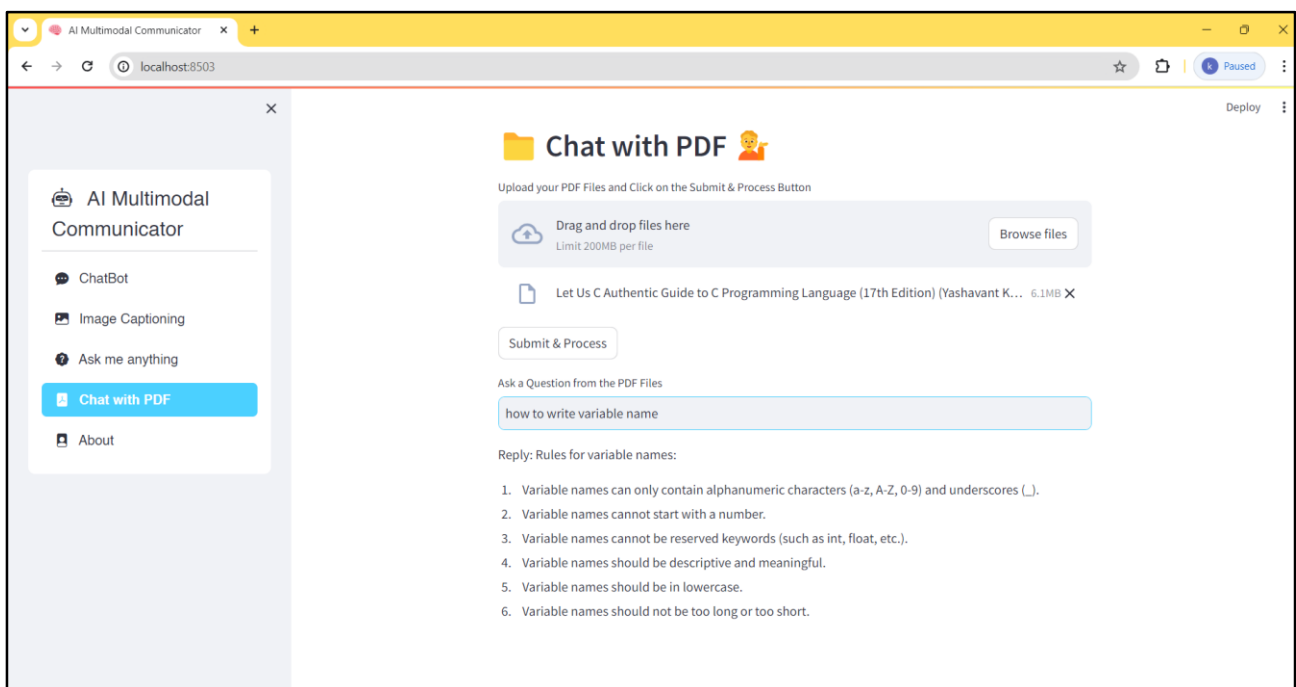 AI Multimodal Communicator
localhost:8503
k Paused
Deploy
AI Multimodal
Communicator
ChatBot
Image Captioning
Ask me anything
Chat with PDF
About
Chat with PDF
Upload your PDF Files and Click on the Submit & Process Button
Drag and drop files here
Limit 200MB per file
Browse files
Let Us C Authentic Guide to C Programming Language (17th Edition) (Yashavant K... 6.1MB
Submit & Process
Ask a Question from the PDF Files
how to write variable name
Reply: Rules for variable names:
1. Variable names can only contain alphanumeric characters (a-z, A-Z, 0-9) and underscores (_).
2. Variable names cannot start with a number.
3. Variable names cannot be reserved keywords (such as int, float, etc.).
4. Variable names should be descriptive and meaningful.
5. Variable names should be in lowercase.
6. Variable names should not be too long or too short.